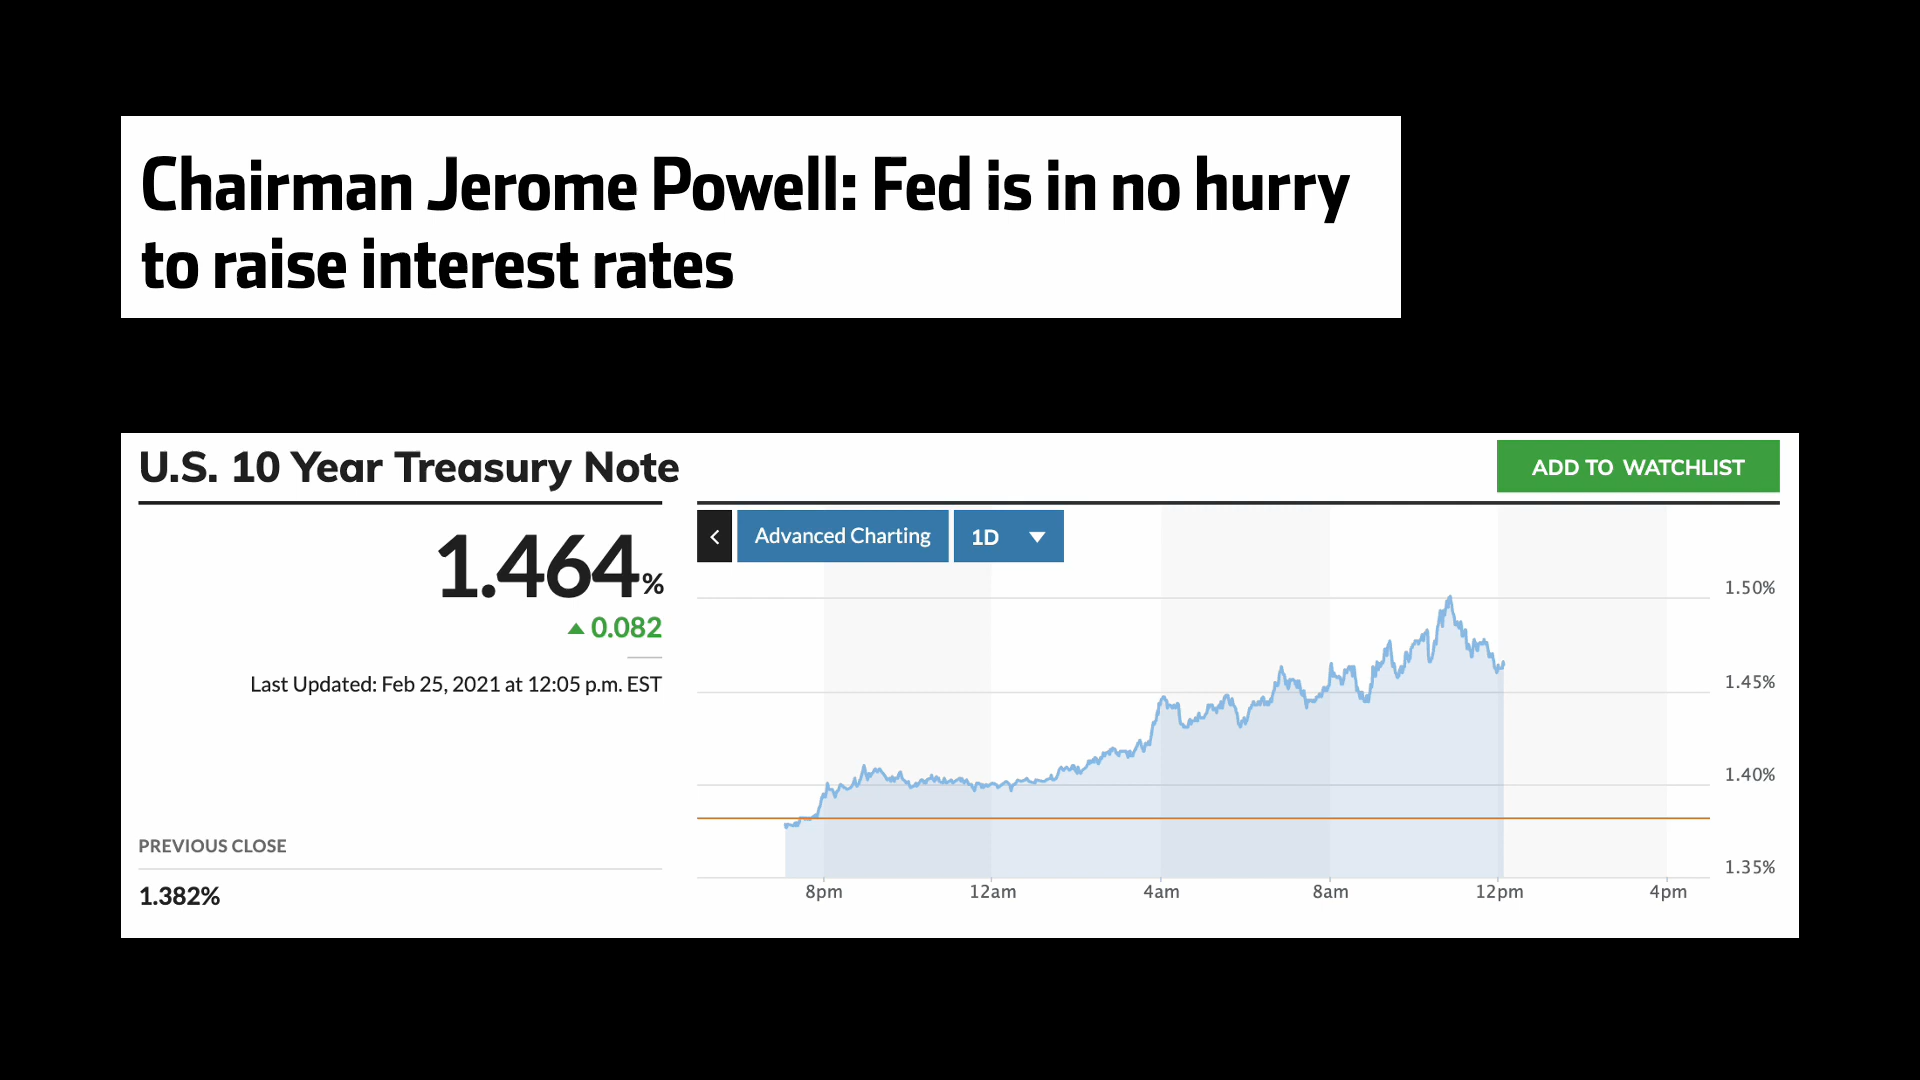 Chairman Jerome Powell: Fed is in no hurry
to raise interest rates
U.S. 10 Year Treasury Note
ADD TO WATCHLIST
1.464%
▲ 0.082
Last Updated: Feb 25, 2021 at 12:05 p.m. EST
PREVIOUS CLOSE
1.382%
< Advanced Charting 1D ▼
1.50%
1.45%
1.40%
1.35%
8pm 12am 4am 8am 12pm 4pm